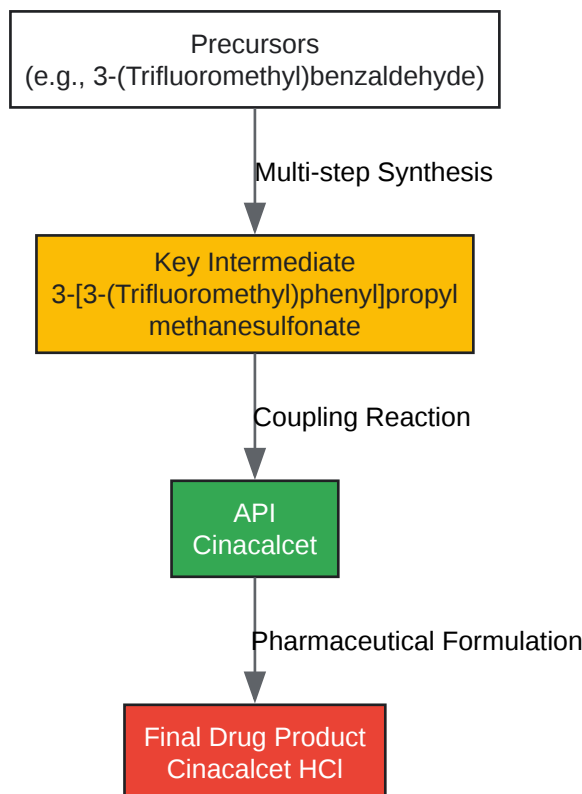 Precursors
(e.g., 3-(Trifluoromethyl)benzaldehyde)
Multi-step Synthesis
Key Intermediate
3-[3-(Trifluoromethyl)phenyl]propyl
methanesulfonate
Coupling Reaction
API
Cinacalcet
Pharmaceutical Formulation
Final Drug Product
Cinacalcet HCl